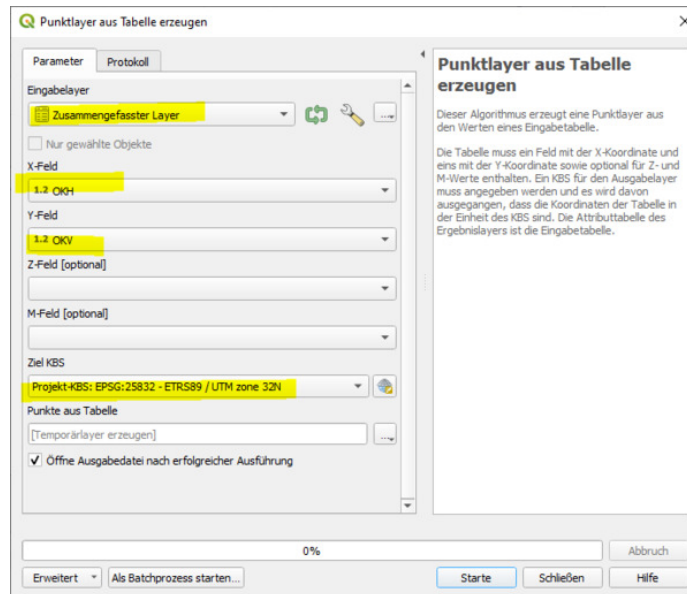 Punktlayer aus Tabelle erzeugen
Parameter
Protokoll
Eingabelayer
Zusammengefasster Layer
Nur gewählte Objekte
X-Feld
1.2 OKH
Y-Feld
1.2 OKV
Z-Feld [optional]
M-Feld [optional]
Ziel KBS
Projekt-KBS: EPSG:25832 - ETRS89 / UTM zone 32N
Punkte aus Tabelle
[Temporärlayer erzeugen]
Öffne Ausgabedatei nach erfolgreicher Ausführung
Punktlayer aus Tabelle
erzeugen
Dieser Algorithmus erzeugt eine Punktlayer aus
den Werten eines Eingabetabelle.
Die Tabelle muss ein Feld mit der X-Koordinate und
eins mit der Y-Koordinate sowie optional für Z- und
M-Werte enthalten. Ein KBS für den Ausgabelayer
muss angegeben werden und es wird davon
ausgegangen, dass die Koordinaten der Tabelle in
der Einheit des KBS sind. Die Attributtabelle des
Ergebnislayers ist die Eingabetabelle.
0%
Abbruch
Erweitert
Als Batchprozess starten...
Starte
Schließen
Hilfe